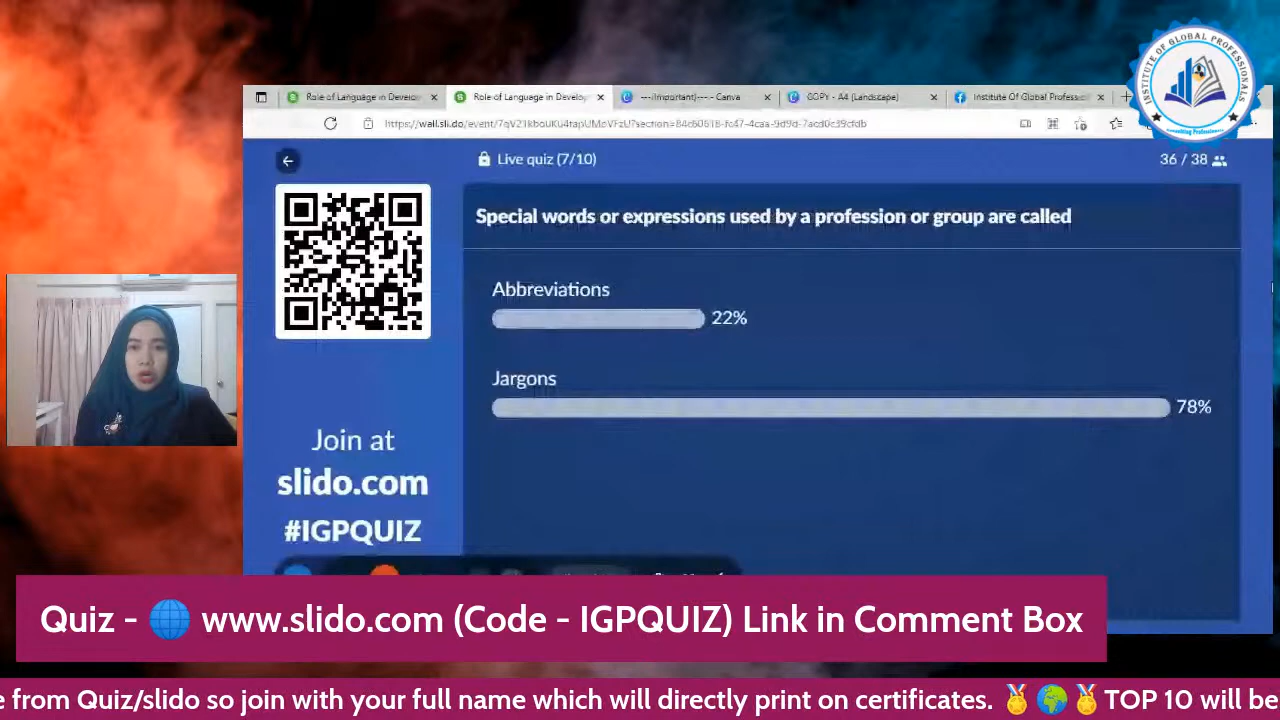 INSTITUTE OF GLOBAL PROFESSIONALS
Consulting Professionals
Role of Language in Develop
Role of Language in Develop
---(Important)--- - Canva
COPY - A4 (Landscape)
Institute Of Global Profession
Live quiz (7/10)
36 / 38
Special words or expressions used by a profession or group are called
Abbreviations
22%
Jargons
78%
Join at
slido.com
#IGPQUIZ
Quiz - 🌐 www.slido.com (Code - IGPQUIZ) Link in Comment Box
e from Quiz/slido so join with your full name which will directly print on certificates. 🏅🌍🏅TOP 10 will be